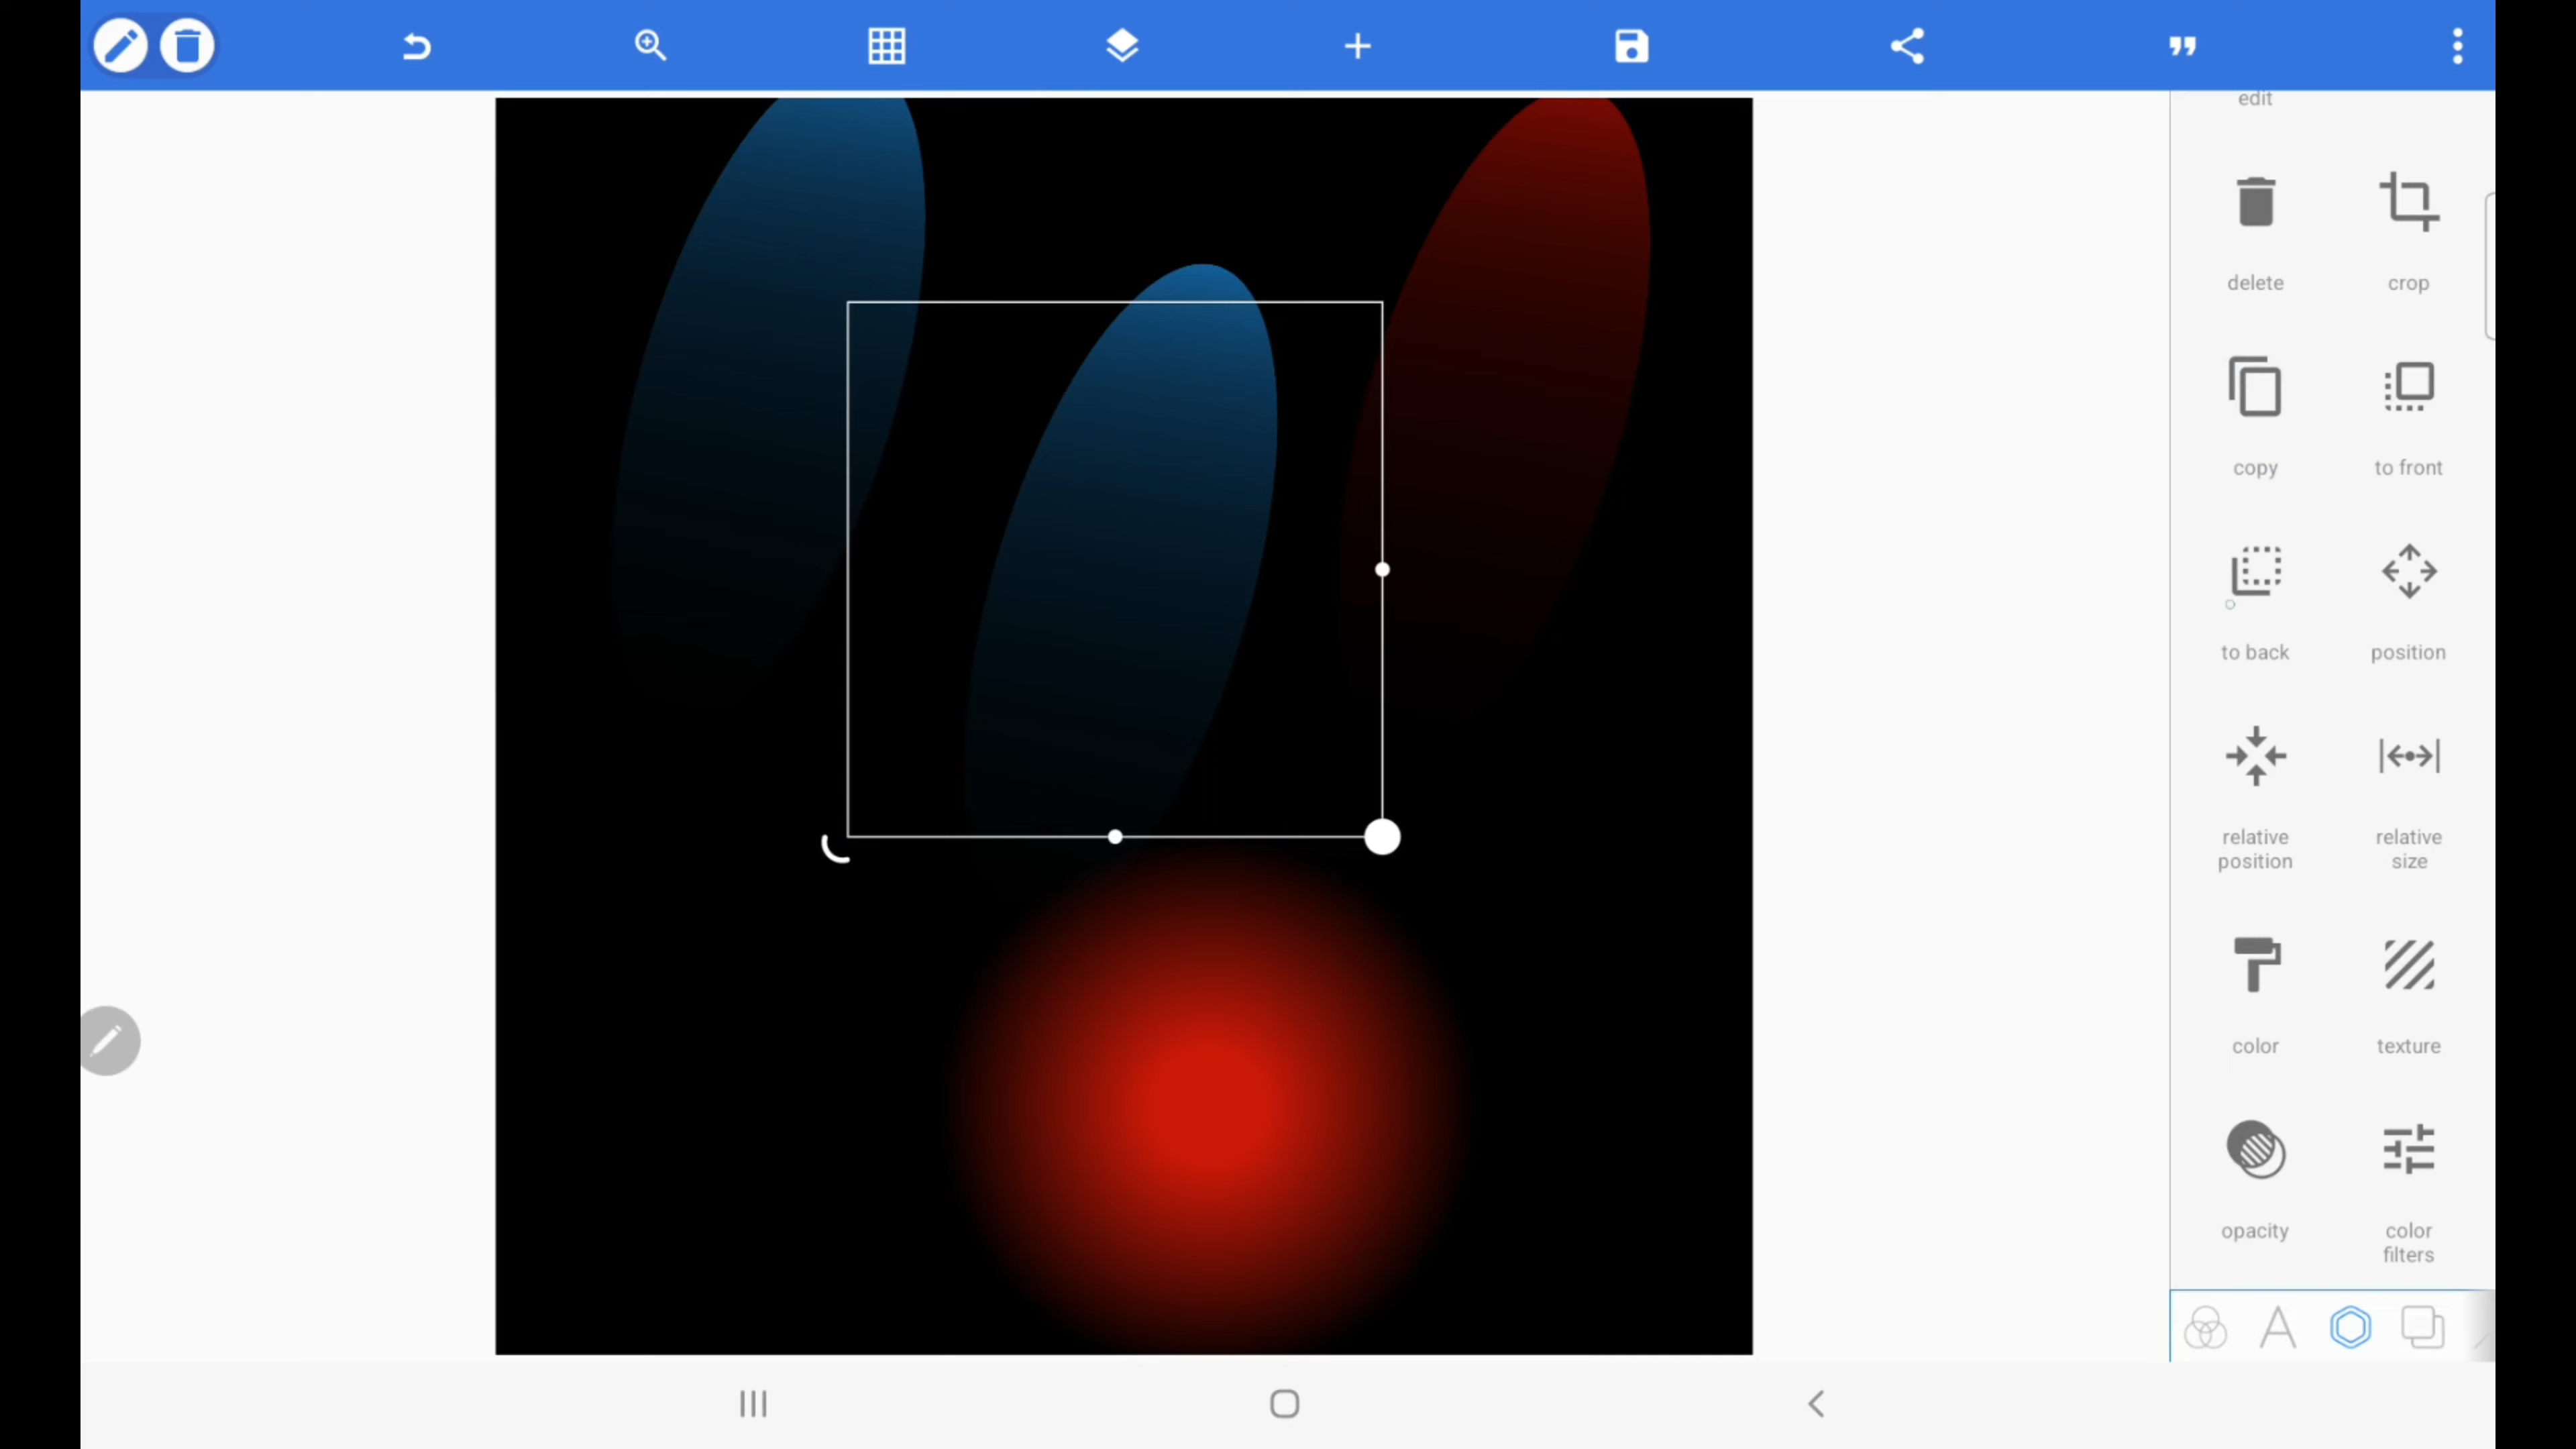 edit
delete
crop
copy
to front
to back
position
relative
position
relative
size
color
texture
opacity
color
filters